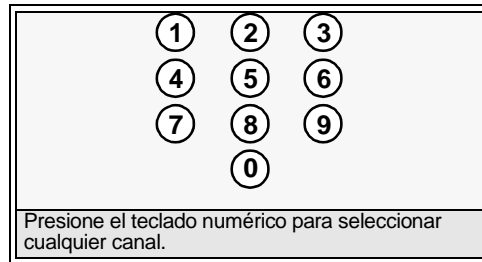 1 2 3
4 5 6
7 8 9
0
Presione el teclado numérico para seleccionar
cualquier canal.